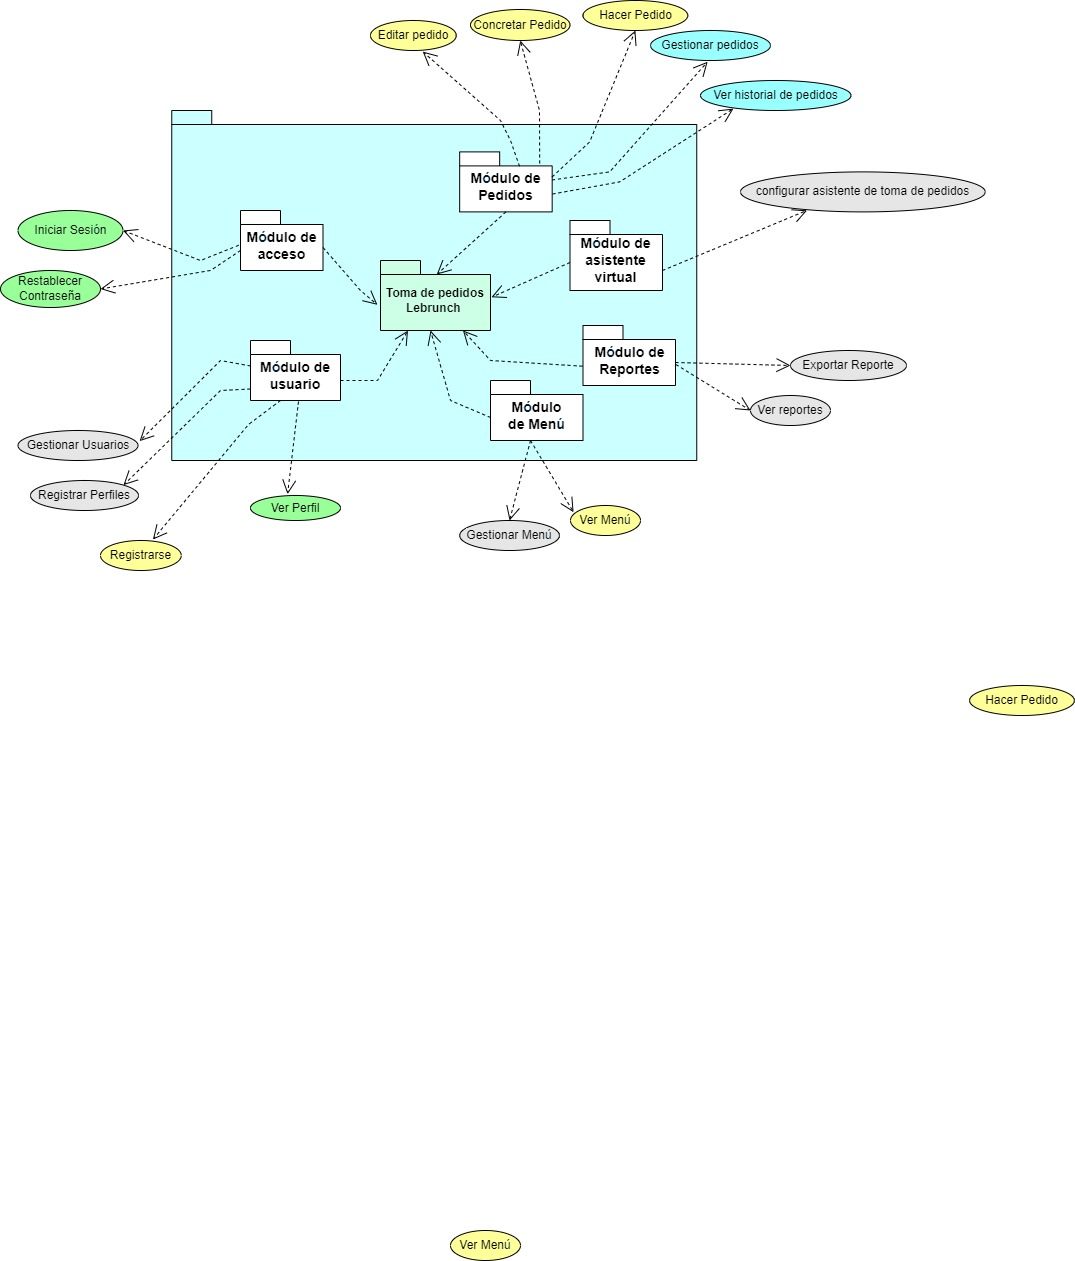 Hacer Pedido
Concretar Pedido
Editar pedido
Gestionar pedidos
Ver historial de pedidos
Módulo de
Pedidos
configurar asistente de toma de pedidos
Iniciar Sesión
Módulo de
acceso
Módulo de
asistente
virtual
Restablecer
Contraseña
Toma de pedidos
Lebrunch
Módulo de
usuario
Módulo de
Reportes
Exportar Reporte
Módulo
de Menú
Ver reportes
Gestionar Usuarios
Registrar Perfiles
Ver Perfil
Ver Menú
Gestionar Menú
Registrarse
Hacer Pedido
Ver Menú